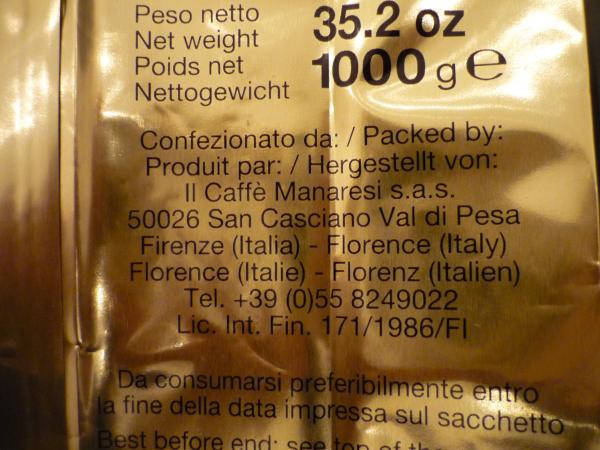 Peso netto
Net weight
Poids net
Nettogewicht
35.2 oz
1000 g e
Confezionato da: / Packed by:
Produit par: / Hergestellt von:
Il Caffè Manaresi s.a.s.
50026 San Casciano Val di Pesa
Firenze (Italia) - Florence (Italy)
Florence (Italie) - Florenz (Italien)
Tel. +39 (0)55 8249022
Lic. Int. Fin. 171/1986/FI
Da consumarsi preferibilmente entro
la fine della data impressa sul sacchetto
Best before end: see top of the